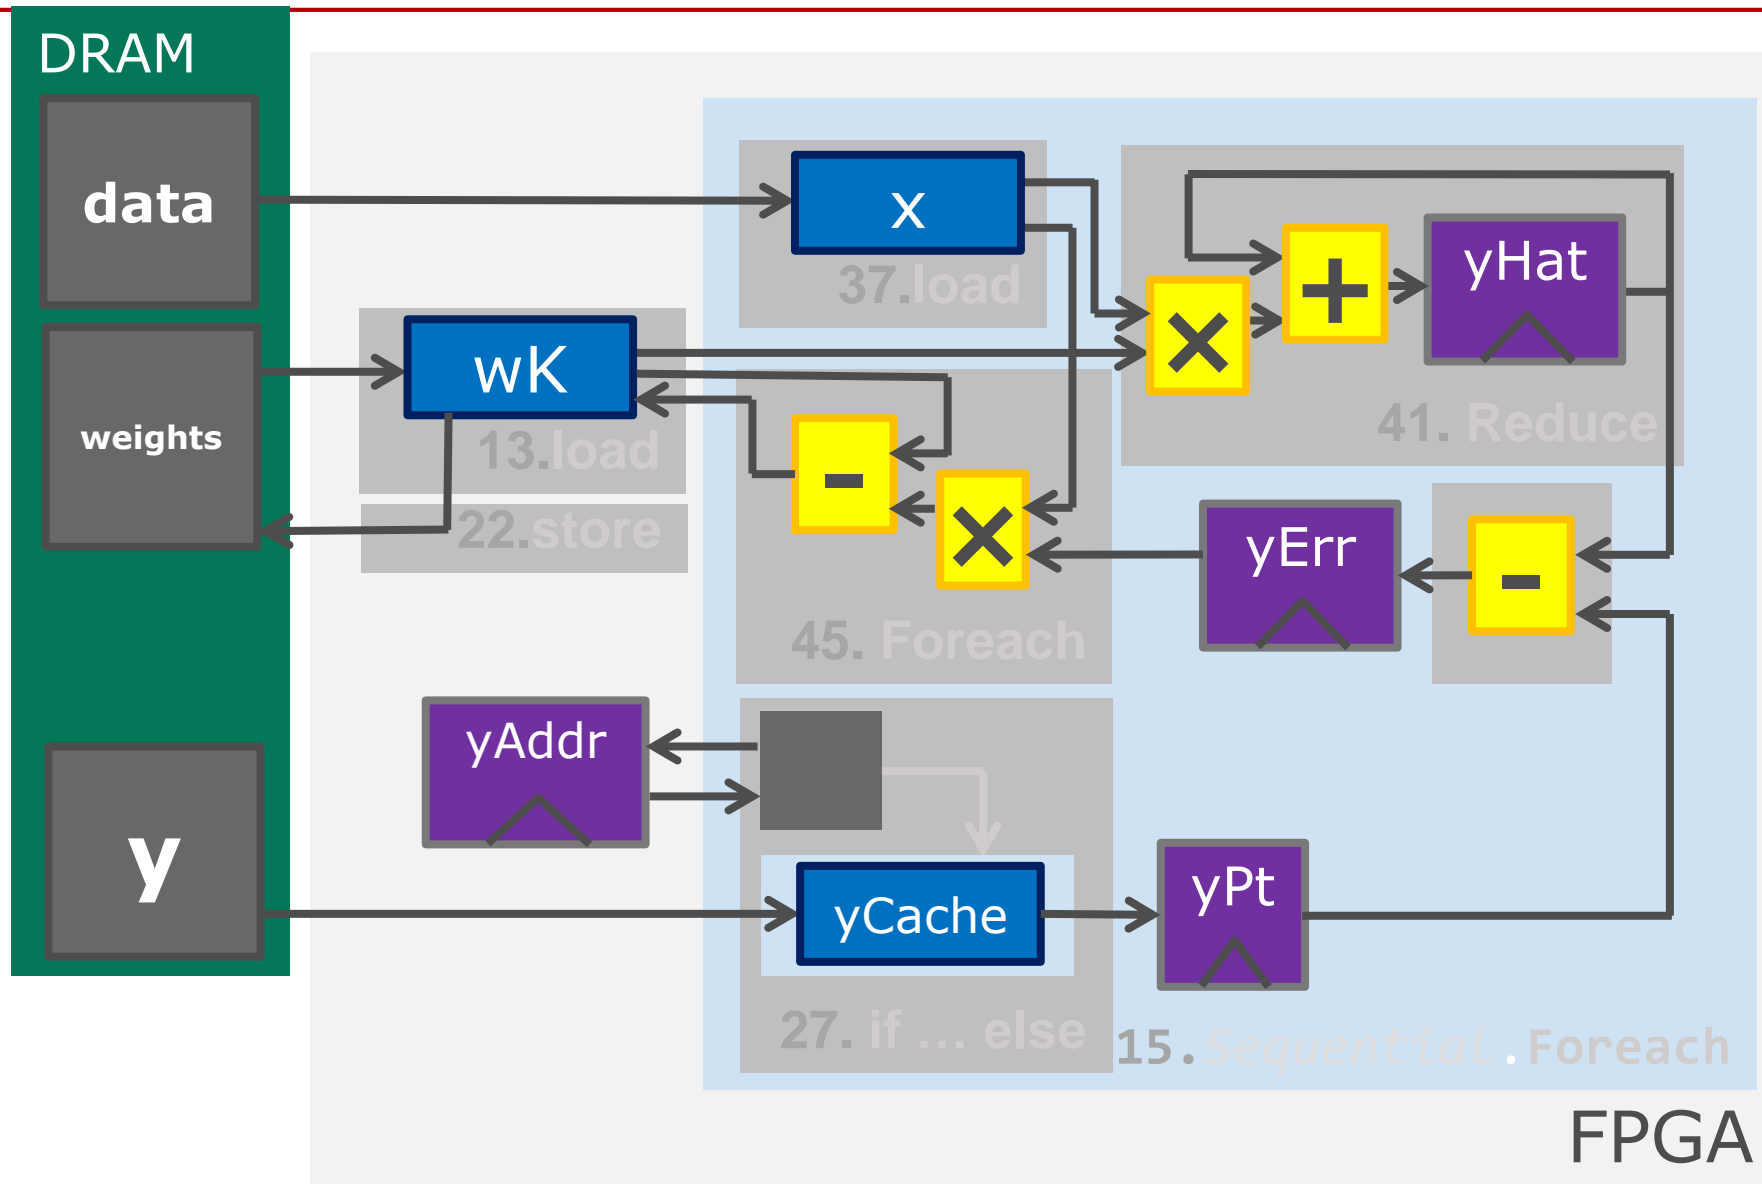 DRAM
data
x
yHat
+
×
37.load
wK
weights
41. Reduce
13.load
-
×
22.store
yErr
-
45. Foreach
yAddr
y
yCache
yPt
27. if ... else
15.Sequential.Foreach
FPGA